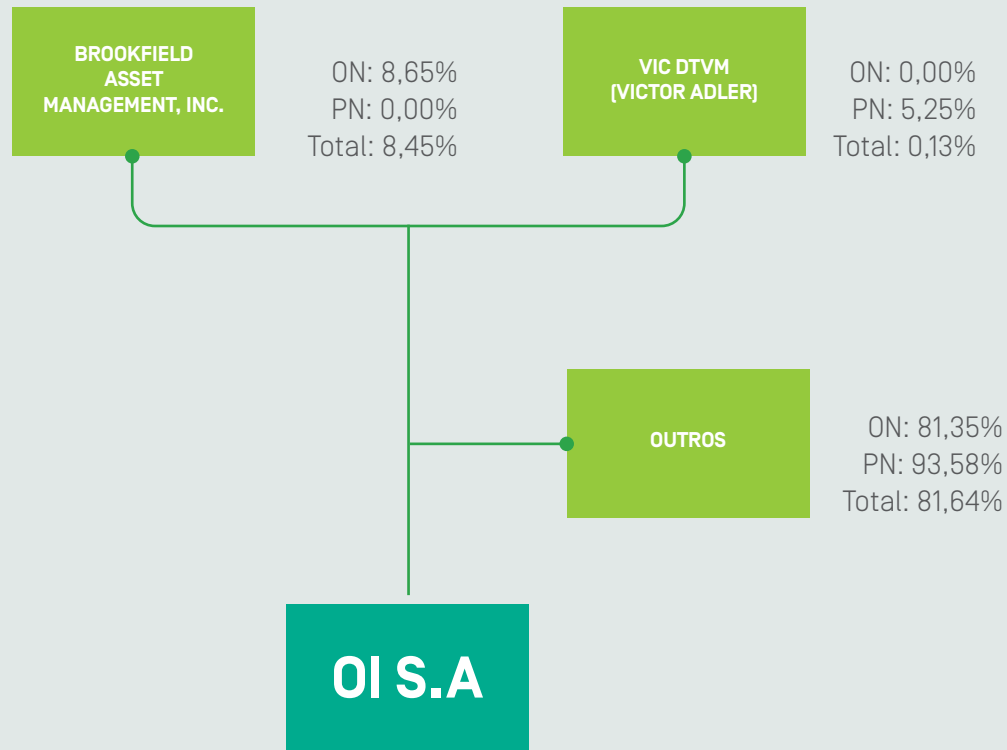 BROOKFIELD
ASSET
MANAGEMENT, INC.
ON: 8,65%
PN: 0,00%
Total: 8,45%
VIC DTVM
(VICTOR ADLER)
ON: 0,00%
PN: 5,25%
Total: 0,13%
OUTROS
ON: 81,35%
PN: 93,58%
Total: 81,64%
OI S.A